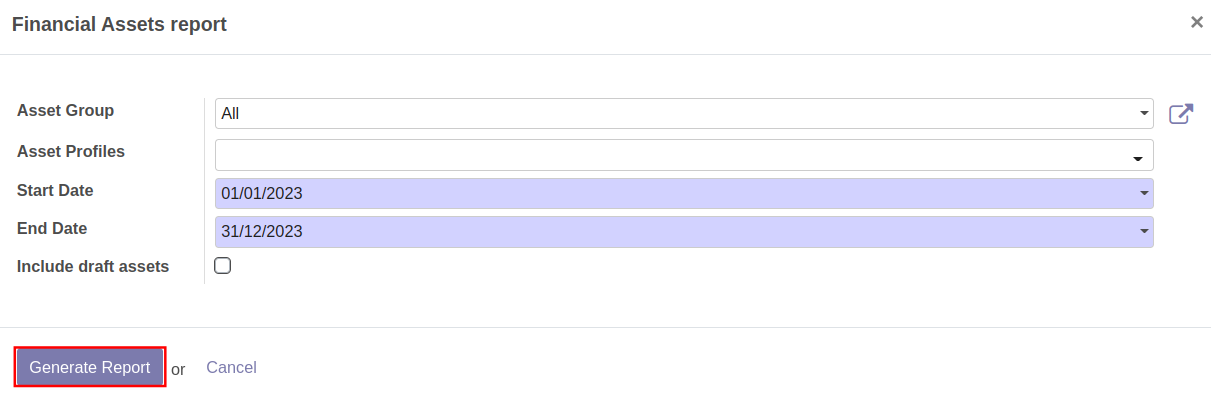 Financial Assets report ×
Asset Group All
Asset Profiles
Start Date 01/01/2023
End Date 31/12/2023
Include draft assets
Generate Report or Cancel